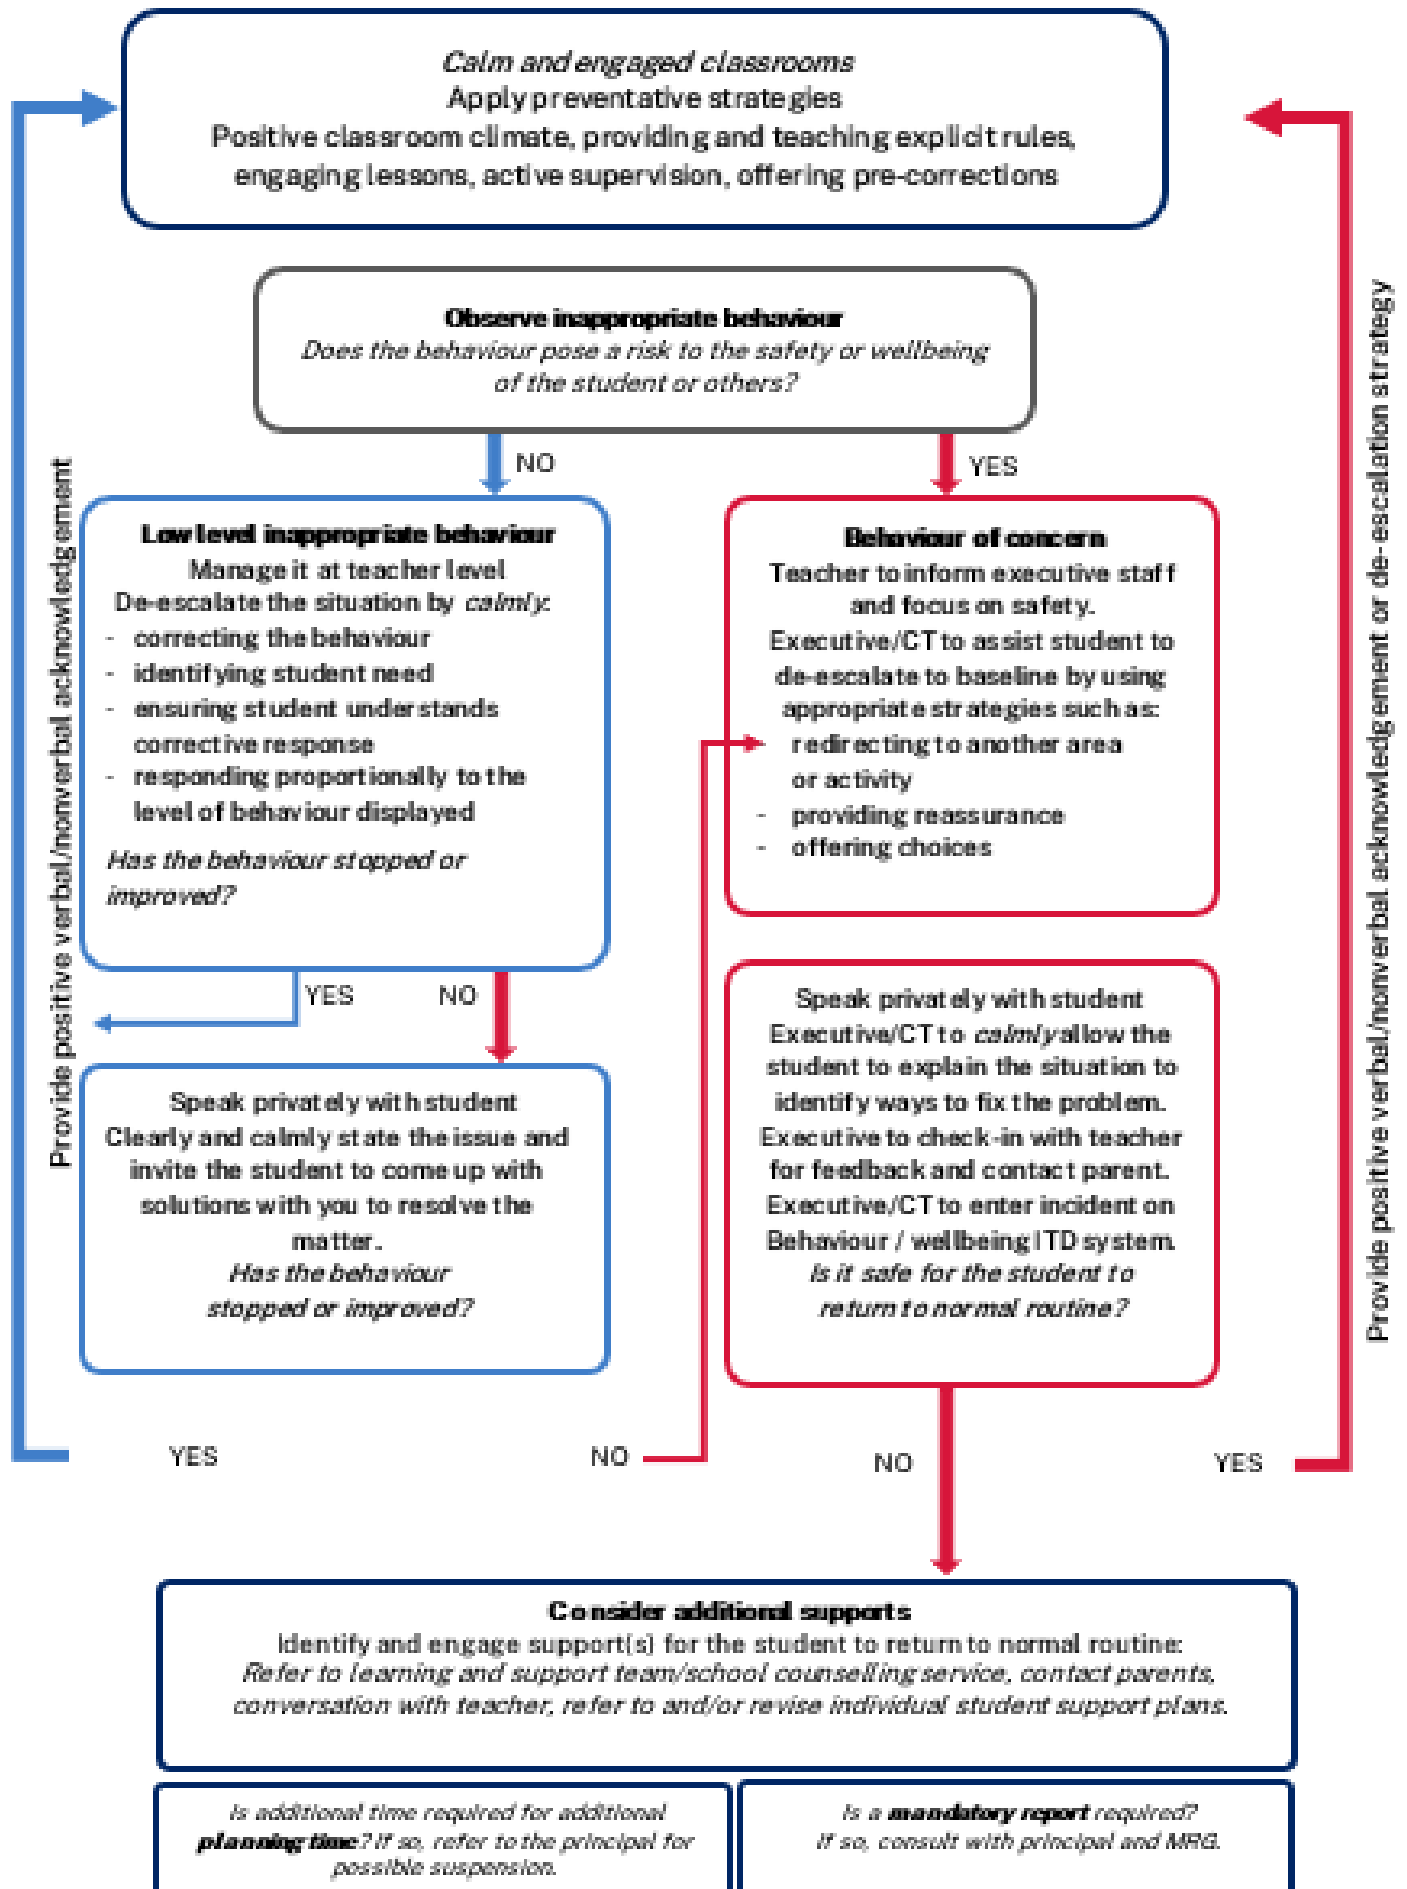 Calm and engaged classrooms
Apply preventative strategies
Positive classroom climate, providing and teaching explicit rules,
engaging lessons, active supervision, offering pre-corrections
Observe inappropriate behaviour
Does the behaviour pose a risk to the safety or wellbeing
of the student or others?
NO
YES
Low level inappropriate behaviour
Manage it at teacher level
De-escalate the situation by calmly:
- correcting the behaviour
- identifying student need
- ensuring student understands
corrective response
- responding proportionally to the
level of behaviour displayed
Has the behaviour stopped or
improved?
YES
NO
Speak privately with student
Clearly and calmly state the issue and
invite the student to come up with
solutions with you to resolve the
matter.
Has the behaviour
stopped or improved?
YES
NO
Provide positive verbal/nonverbal acknowledgement
Behaviour of concern
Teacher to inform executive staff
and focus on safety.
Executive/CT to assist student to
de-escalate to baseline by using
appropriate strategies such as:
redirecting to another area
or activity
- providing reassurance
- offering choices
Speak privately with student
Executive/CT to calmly allow the
student to explain the situation to
identify ways to fix the problem.
Executive to check-in with teacher
for feedback and contact parent.
Executive/CT to enter incident on
Behaviour / wellbeing ITD system.
Is it safe for the student to
return to normal routine?
NO
YES
Provide positive verbal/nonverbal acknowledgement or de-escalation strategy
Consider additional supports
Identify and engage support(s) for the student to return to normal routine:
Refer to learning and support team/school counselling service, contact parents,
conversation with teacher, refer to and/or revise individual student support plans.
Is additional time required for additional
planning time? If so, refer to the principal for
possible suspension.
Is a mandatory report required?
If so, consult with principal and MRG.